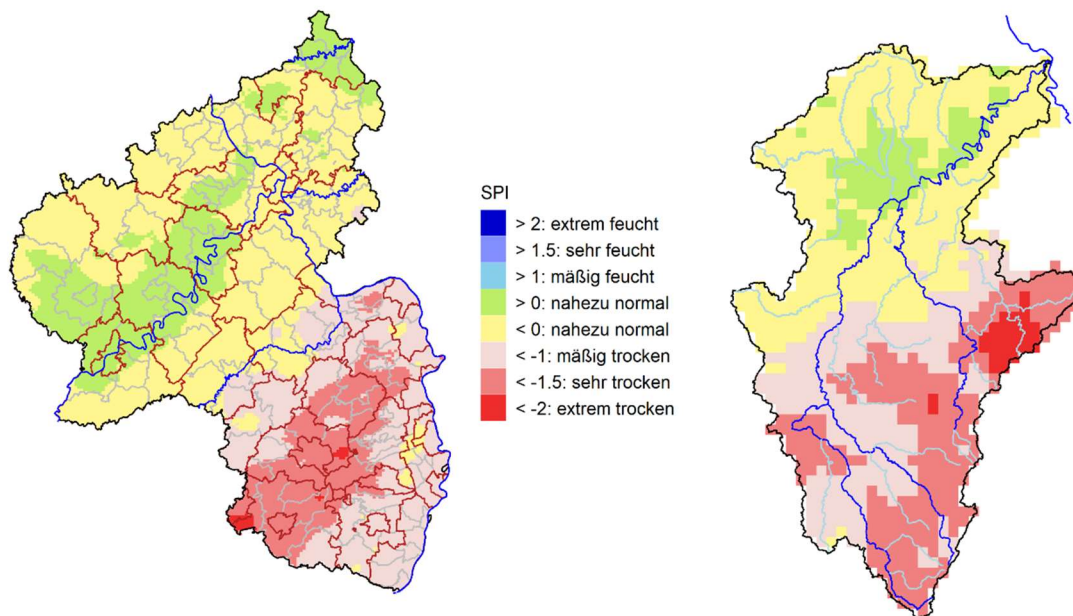 SPI
> 2: extrem feucht
> 1.5: sehr feucht
> 1: mäßig feucht
> 0: nahezu normal
< 0: nahezu normal
< -1: mäßig trocken
< -1.5: sehr trocken
< -2: extrem trocken